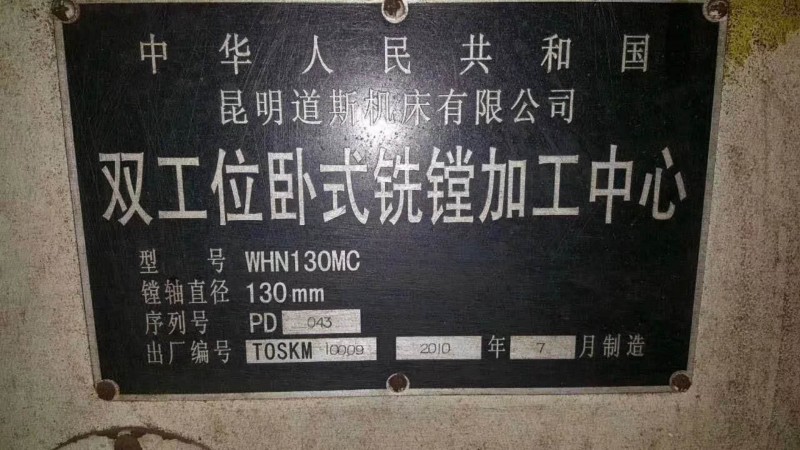 中华人民共和国
昆明道斯机床有限公司
双工位卧式铣镗加工中心
型 号 WHN130MC
镗轴直径 130mm
序列号 PD 043
出厂编号 TOSKM 10009 2010 年 7 月制造